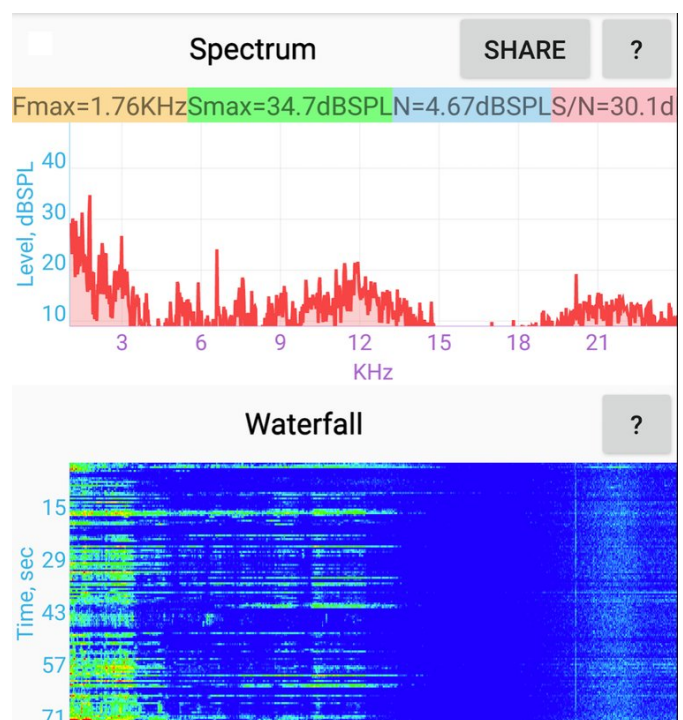 Spectrum
SHARE
?
Fmax=1.76KHz
Smax=34.7dBSPL
N=4.67dBSPL
S/N=30.1d
Level, dBSPL
40
30
20
10
3 6 9 12 15 18 21
KHz
Waterfall
?
Time, sec
15
29
43
57
71